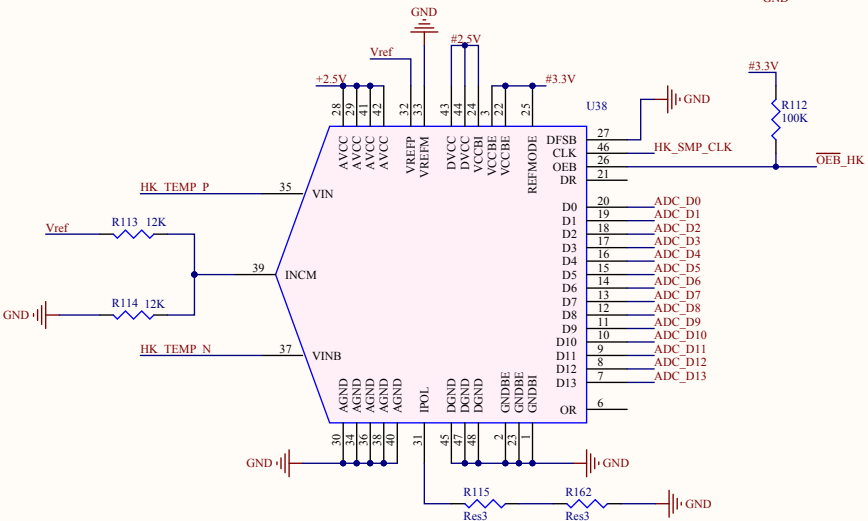 GND
GND
Vref
#2.5V
+2.5V
#3.3V
#3.3V
28
29
41
42
32
33
43
44
24
3
22
25
U38
R112
100K
AVCC
AVCC
AVCC
AVCC
VREFP
VREFM
DVCC
DVCC
VCCBI
VCCBE
VCCBE
REFMODE
DFSB
27
GND
CLK
46
HK_SMP_CLK
OEB
26
OEB_HK
DR
21
HK_TEMP_P
35
VIN
D0
20
ADC_D0
D1
19
ADC_D1
D2
18
ADC_D2
D3
17
ADC_D3
D4
16
ADC_D4
D5
15
ADC_D5
D6
14
ADC_D6
D7
13
ADC_D7
D8
12
ADC_D8
D9
11
ADC_D9
D10
10
ADC_D10
D11
9
ADC_D11
D12
8
ADC_D12
D13
7
ADC_D13
Vref
R113 12K
39
INCM
GND
R114 12K
HK_TEMP_N
37
VINB
OR
6
AGND
AGND
AGND
AGND
AGND
IPOL
DGND
DGND
DGND
GNDBE
GNDBE
GNDBI
30
34
36
38
40
31
45
47
48
2
23
1
GND
GND
R115
Res3
R162
Res3
GND